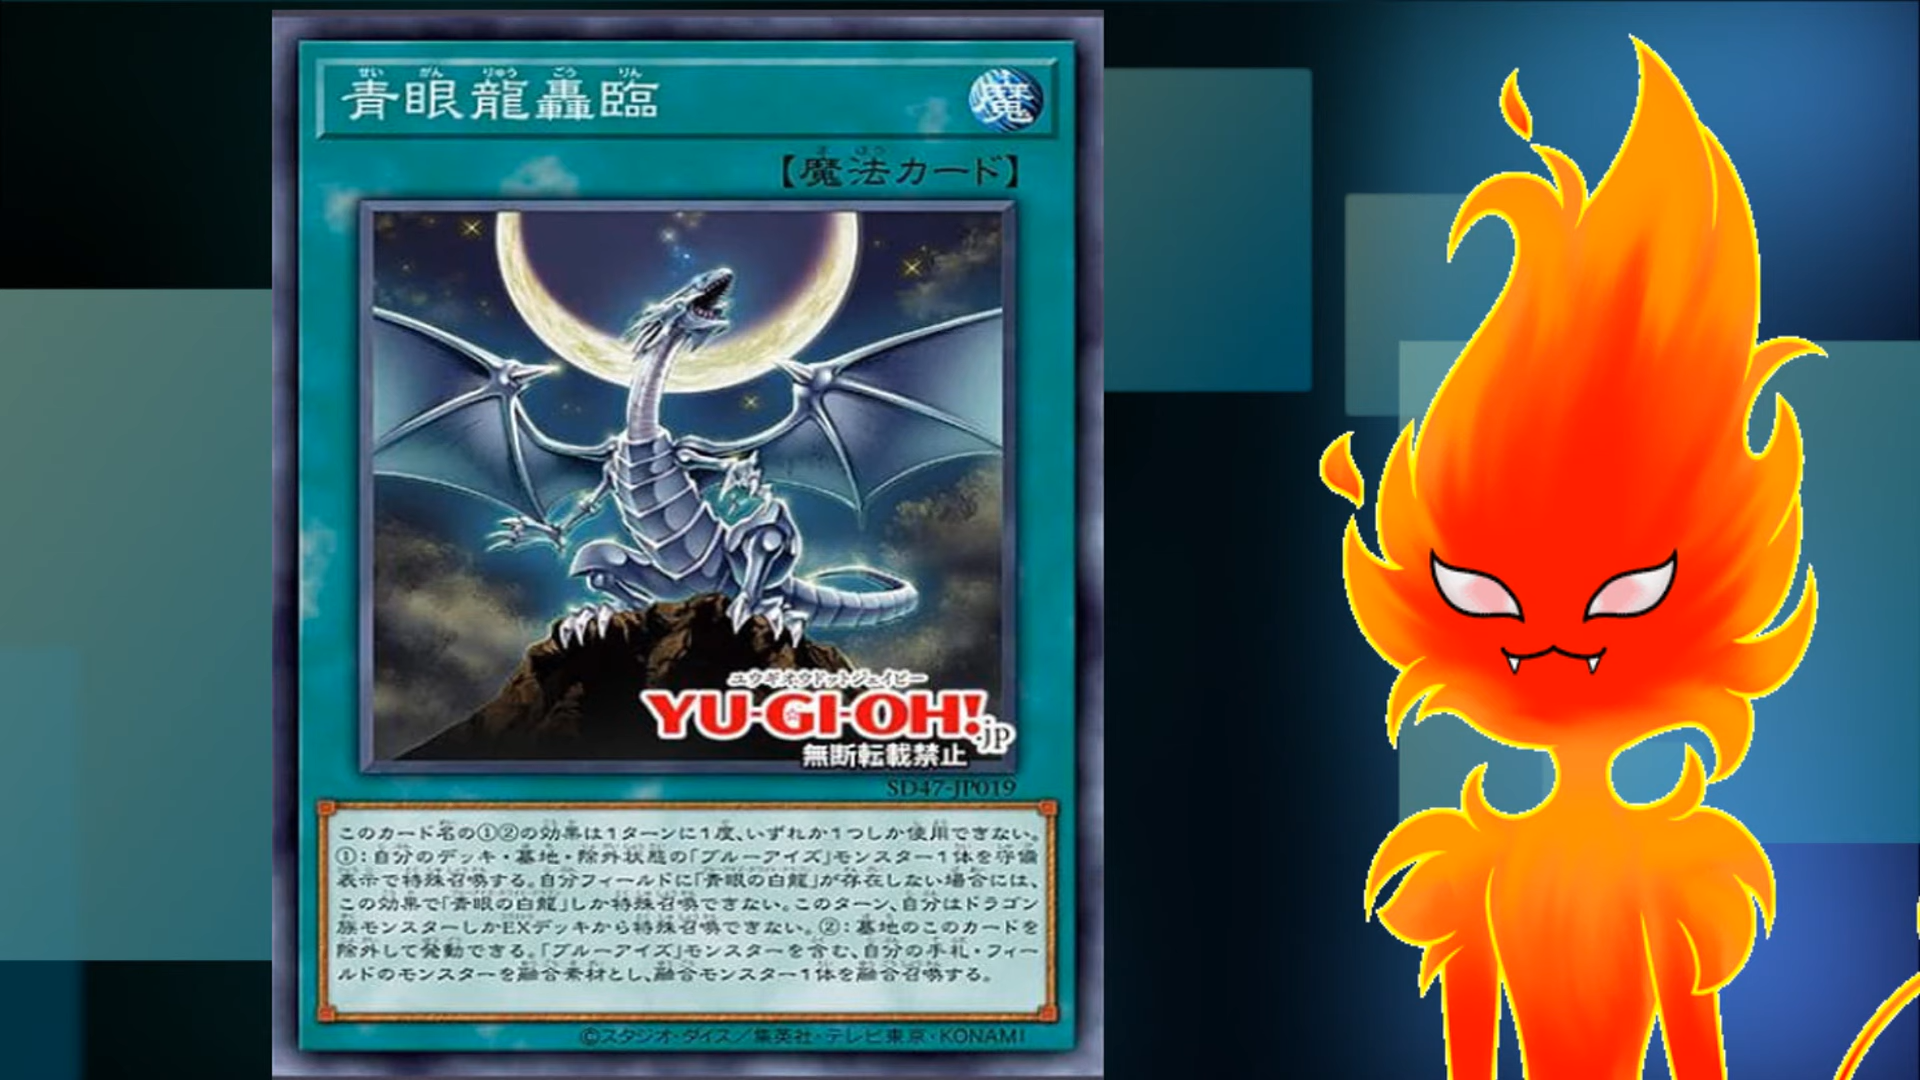 せい がん りゅう ごう りん
青眼龍轟臨
魔
ま ほう
【魔法カード】
ユウギオウドットジェイピー
YU-GI-OH!.jp
無断転載禁止
SD47-JP019
このカード名の①②の効果は1ターンに1度、いずれか1つしか使用できない。
①：自分のデッキ・墓地・除外状態の「ブルーアイズ」モンスター1体を守備
表示で特殊召喚する。自分フィールドに「青眼の白龍」が存在しない場合には、
この効果で「青眼の白龍」しか特殊召喚できない。このターン、自分はドラゴン
族モンスターしかEXデッキから特殊召喚できない。②：墓地のこのカードを
除外して発動できる。「ブルーアイズ」モンスターを含む、自分の手札・フィー
ルドのモンスターを融合素材とし、融合モンスター1体を融合召喚する。
©スタジオ・ダイス／集英社・テレビ東京・KONAMI